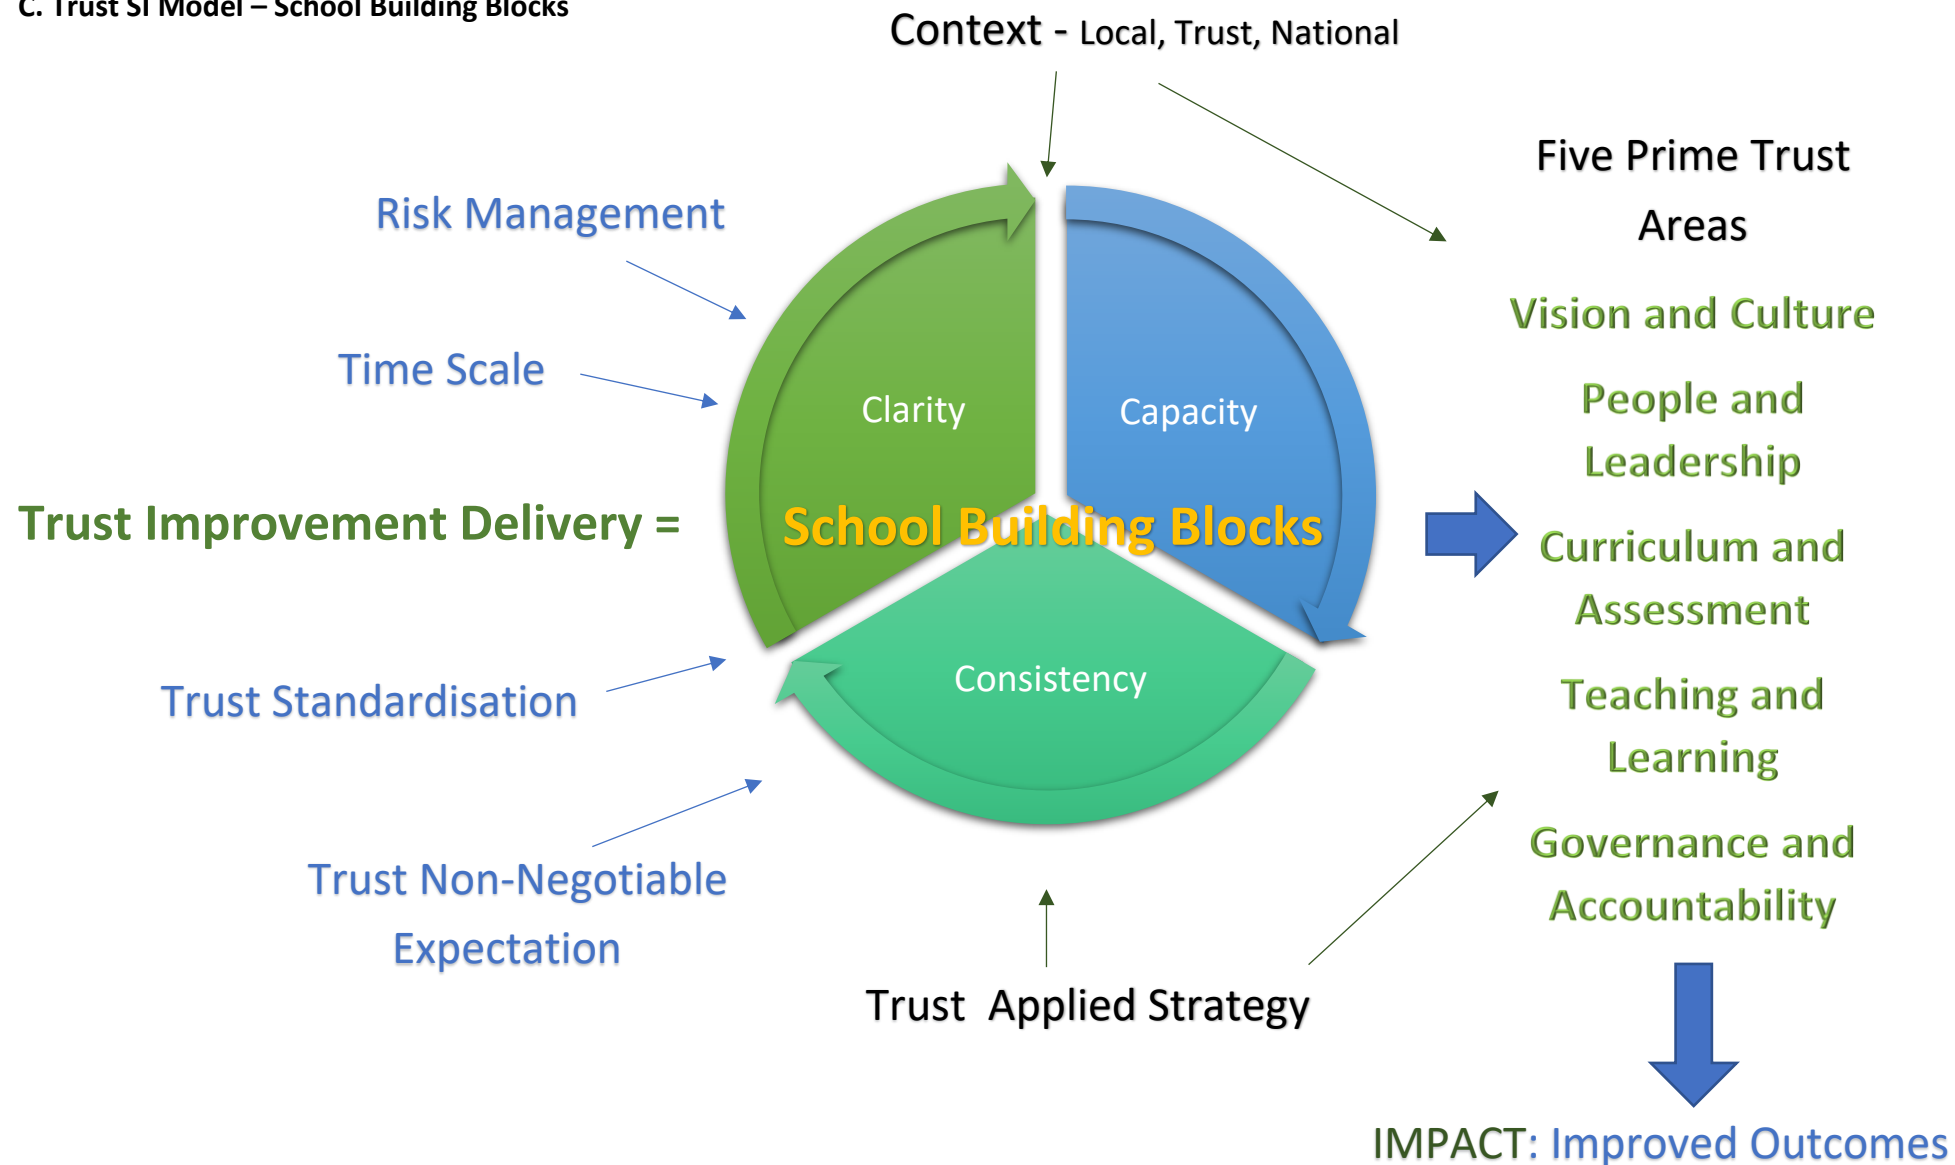 C. Trust SI Model – School Building Blocks
Context - Local, Trust, National
Five Prime Trust
Areas
Risk Management
Time Scale
Clarity
Capacity
Trust Improvement Delivery =
School Building Blocks
Consistency
Trust Standardisation
Trust Non-Negotiable
Expectation
Trust  Applied Strategy
Vision and Culture
People and
Leadership
Curriculum and
Assessment
Teaching and
Learning
Governance and
Accountability
IMPACT: Improved Outcomes